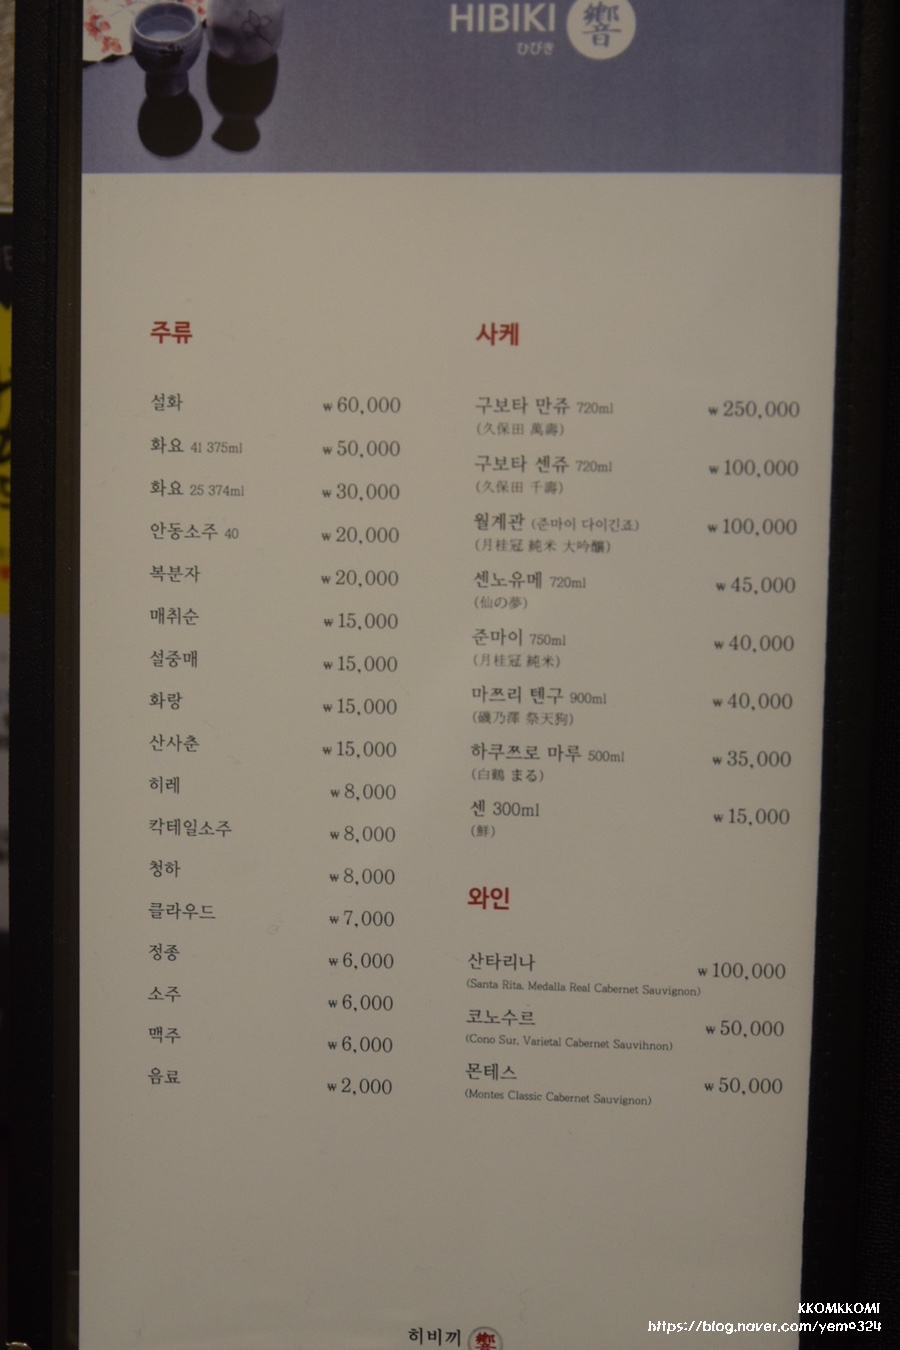 HIBIKI
ひびき
響
주류
설화 ₩60,000
화요 41 375ml ₩50,000
화요 25 374ml ₩30,000
안동소주 40 ₩20,000
복분자 ₩20,000
매취순 ₩15,000
설중매 ₩15,000
화랑 ₩15,000
산사춘 ₩15,000
히레 ₩8,000
칵테일소주 ₩8,000
청하 ₩8,000
클라우드 ₩7,000
정종 ₩6,000
소주 ₩6,000
맥주 ₩6,000
음료 ₩2,000
사케
구보타 만쥬 720ml ₩250,000
(久保田 萬壽)
구보타 센쥬 720ml ₩100,000
(久保田 千壽)
월계관 (준마이 다이긴죠) ₩100,000
(月桂冠 純米 大吟釀)
센노유메 720ml ₩45,000
(仙の夢)
준마이 750ml ₩40,000
(月桂冠 純米)
마쯔리 텐구 900ml ₩40,000
(磯乃澤 祭天狗)
하쿠쯔로 마루 500ml ₩35,000
(白鶴 まる)
센 300ml ₩15,000
(鮮)
와인
산타리나 ₩100,000
(Santa Rita, Medalla Real Cabernet Sauvignon)
코노수르 ₩50,000
(Cono Sur, Varietal Cabernet Sauvihnon)
몬테스 ₩50,000
(Montes Classic Cabernet Sauvignon)
히비끼 響
KKOMKKOMI
https://blog.naver.com/yemo324